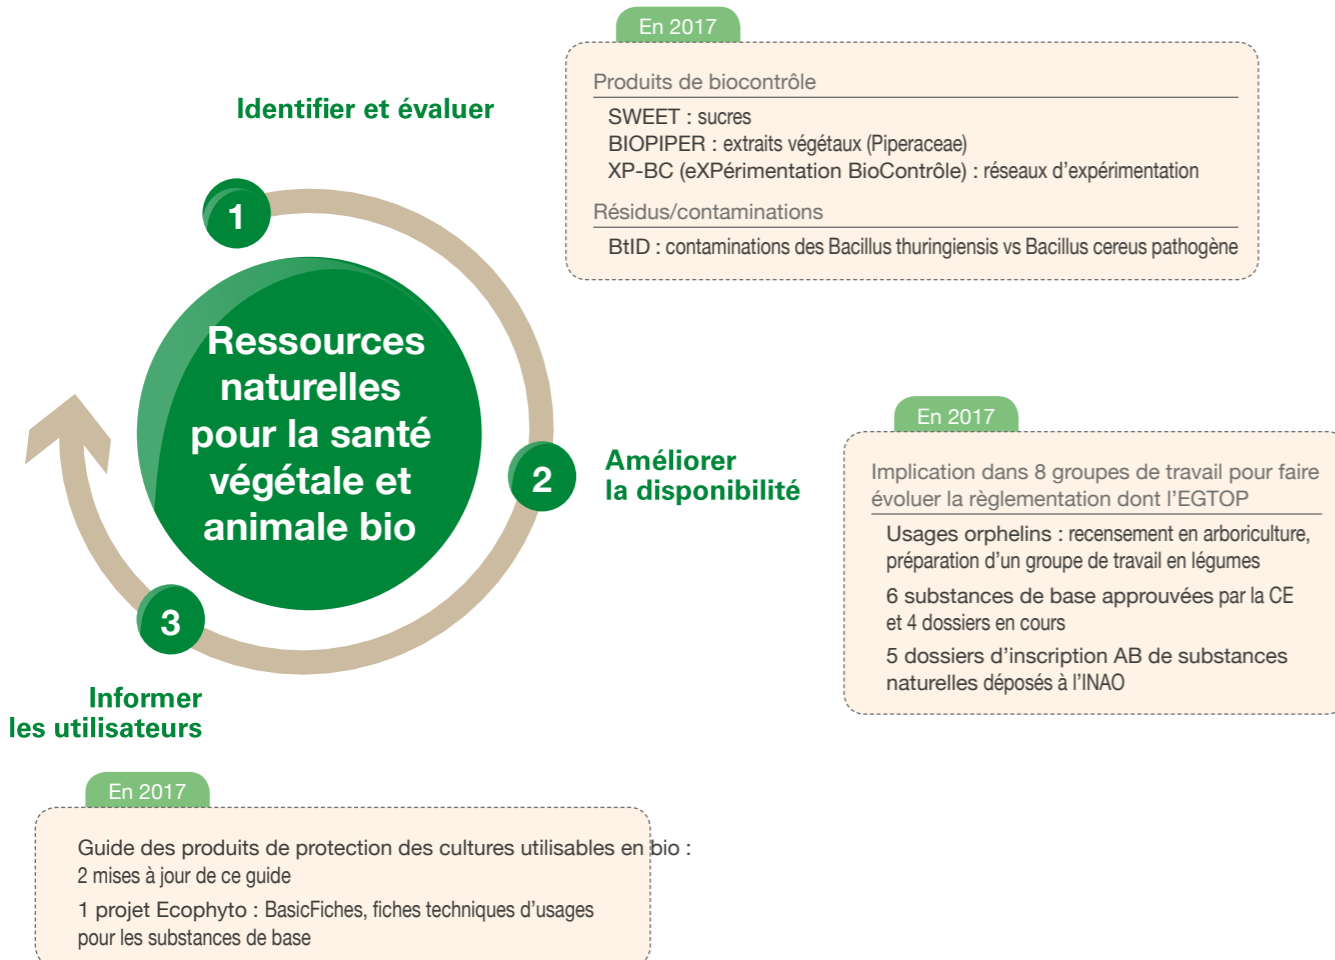 En 2017
Identifier et évaluer
Produits de biocontrôle
SWEET : sucres
BIOPIPER : extraits végétaux (Piperaceae)
XP-BC (eXPérimentation BioContrôle) : réseaux d'expérimentation
Résidus/contaminations
BtID : contaminations des Bacillus thuringiensis vs Bacillus cereus pathogène
1
Ressources
naturelles
pour la santé
végétale et
animale bio
2
Améliorer
la disponibilité
En 2017
Implication dans 8 groupes de travail pour faire
évoluer la règlementation dont l'EGTOP
Usages orphelins : recensement en arboriculture,
préparation d'un groupe de travail en légumes
6 substances de base approuvées par la CE
et 4 dossiers en cours
5 dossiers d'inscription AB de substances
naturelles déposés à l'INAO
3
Informer
les utilisateurs
En 2017
Guide des produits de protection des cultures utilisables en bio :
2 mises à jour de ce guide
1 projet Ecophyto : BasicFiches, fiches techniques d'usages
pour les substances de base